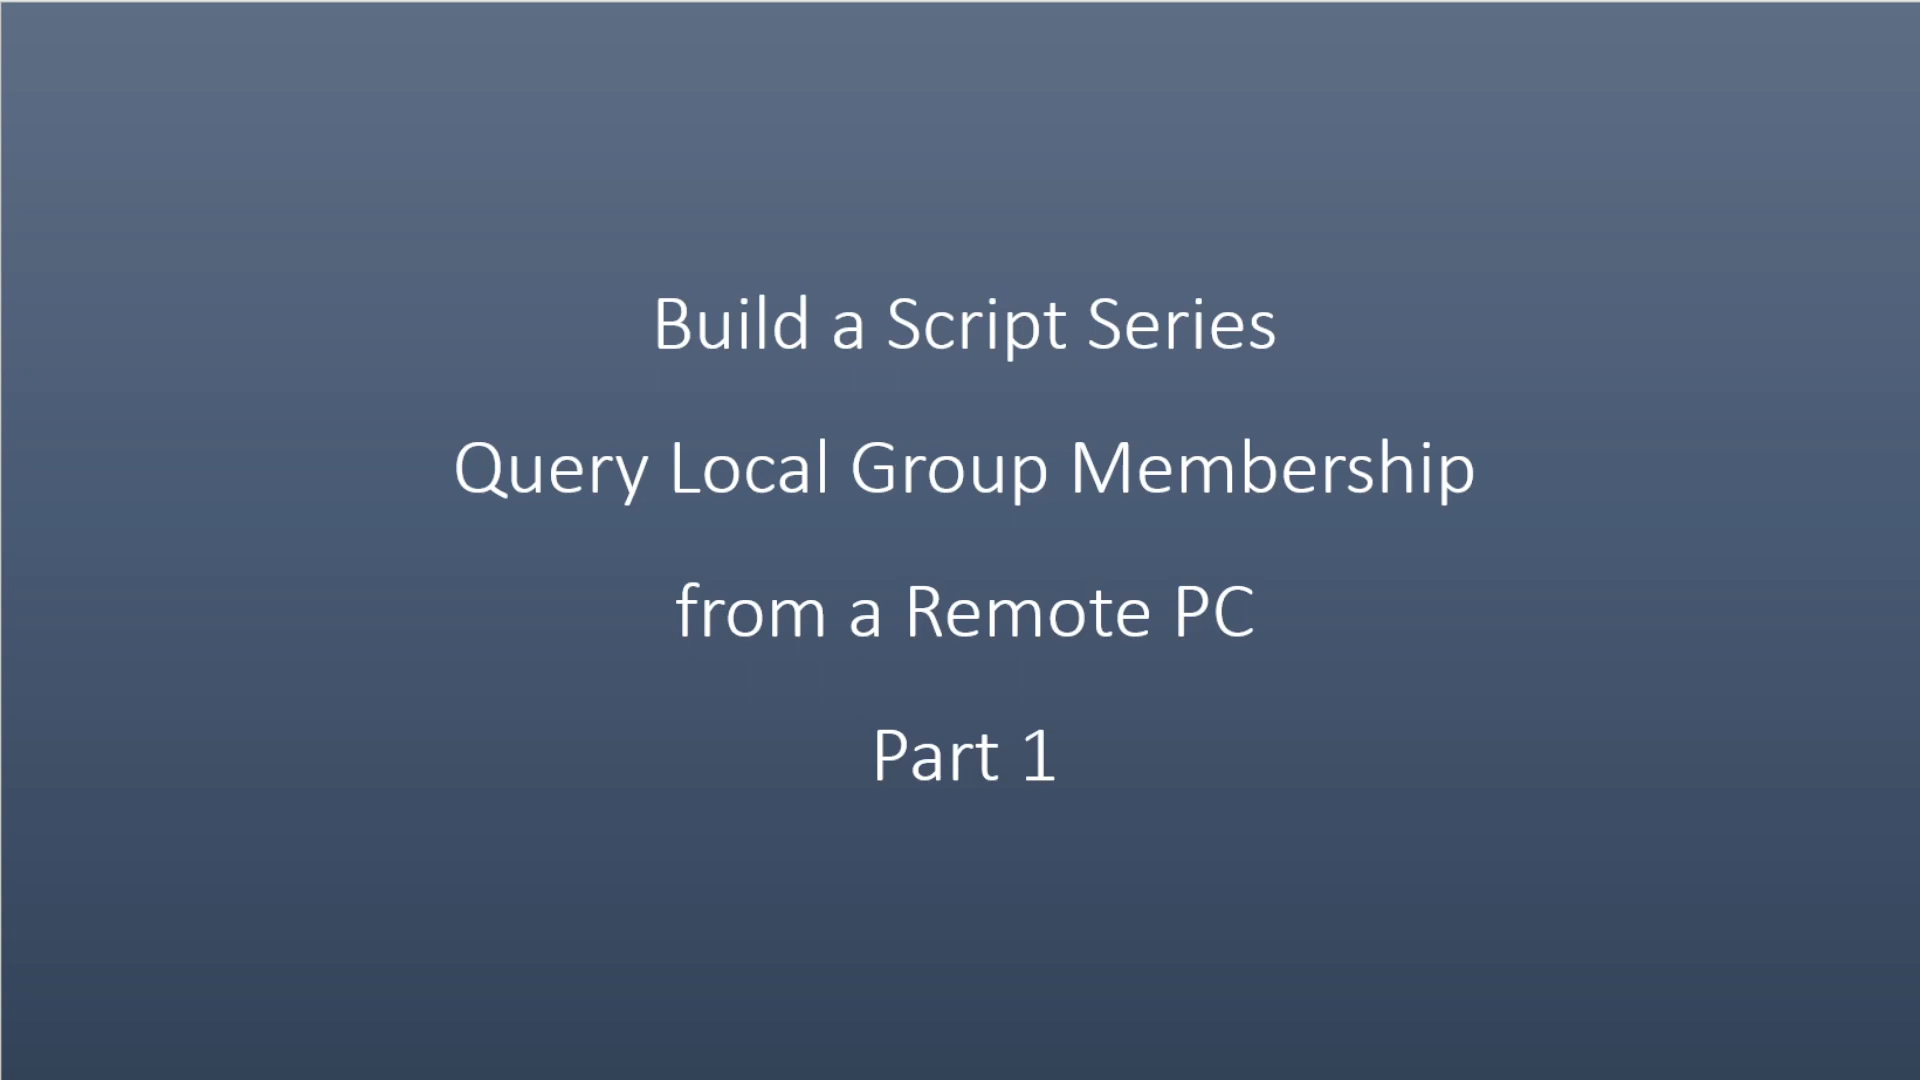 Build a Script Series
Query Local Group Membership
from a Remote PC
Part 1